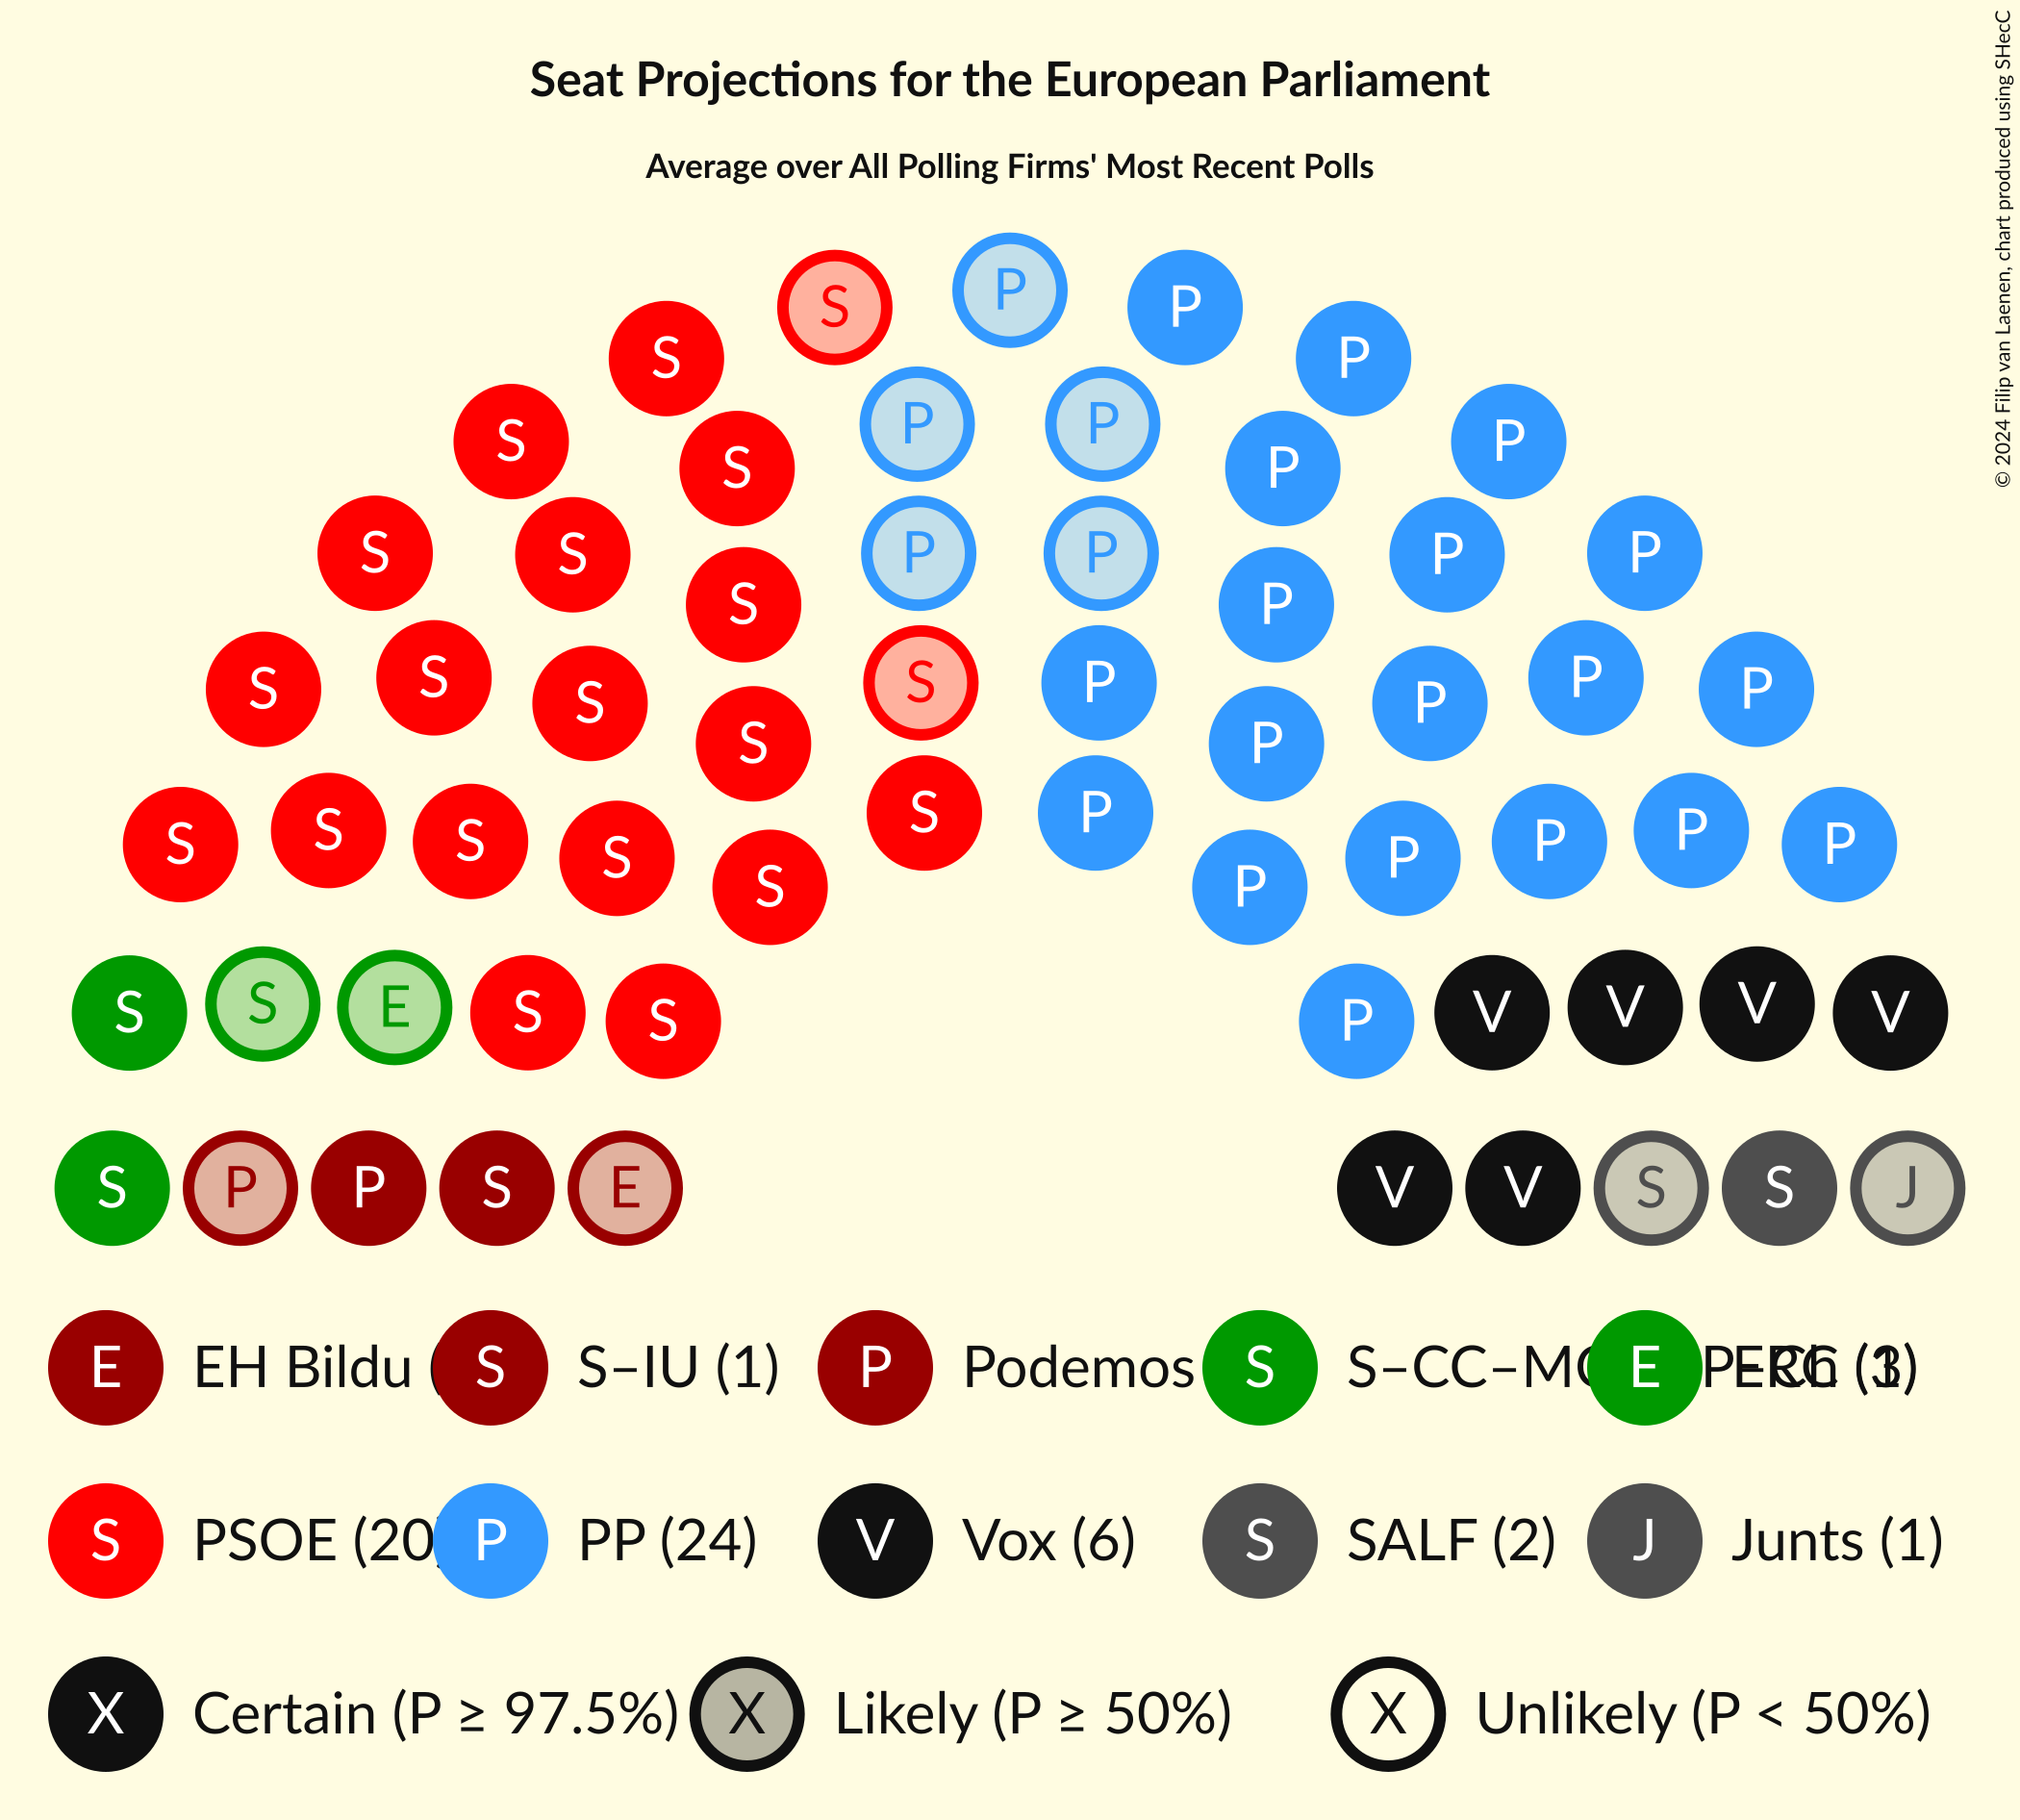 Seat Projections for the European Parliament
Average over All Polling Firms' Most Recent Polls
© 2024 Filip van Laenen, chart produced using SHecC
P
S P
S P
P P
S P
S P
S S P P P P
S P
S S S S P P P P
S P
S P
S S S S P P P P
S P
S S E S S P V V V V
S P P S E V V S S J
E EH Bildu S S–IU (1) P Podemos S S–CC–M E
S PSOE (20) P PP (24) V Vox (6) S SALF (2) J Junts (1)
X Certain (P ≥ 97.5%) X Likely (P ≥ 50%) X Unlikely (P < 50%)